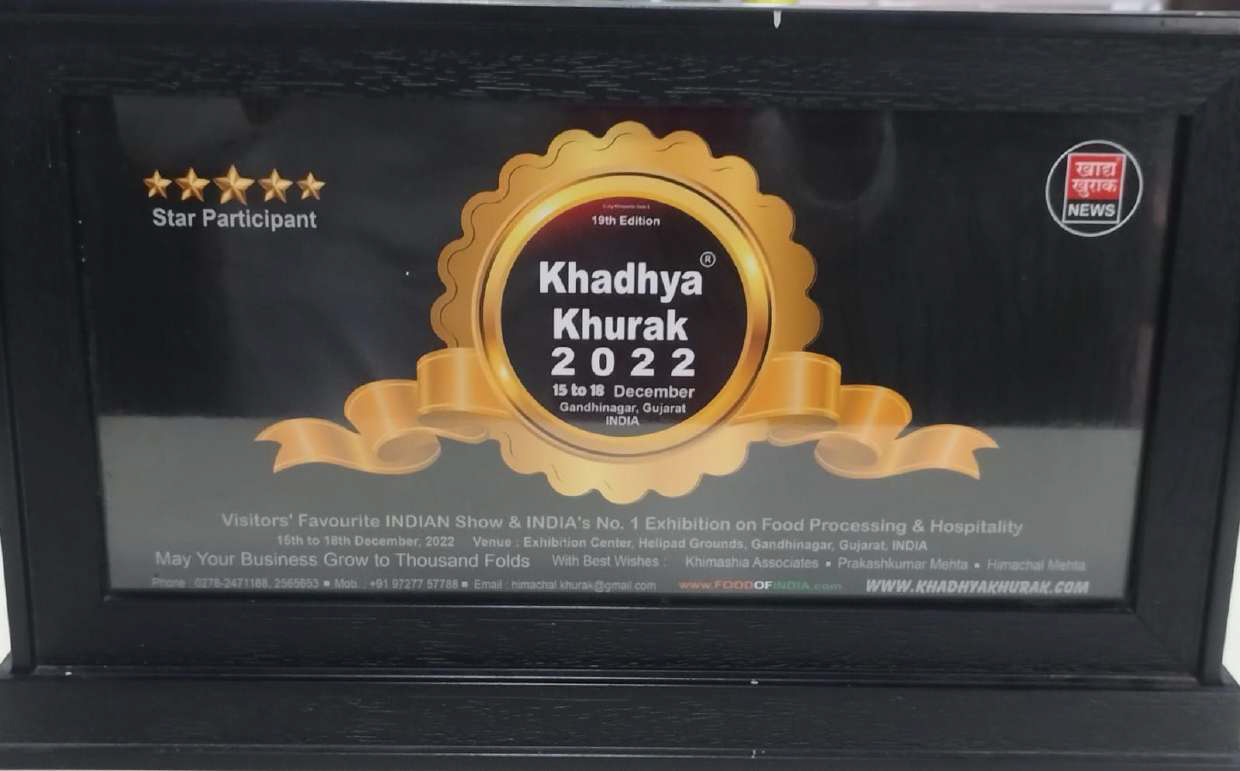 Star Participant
खाद्य
खुराक
NEWS
19th Edition
Khadhya®
Khurak
2022
15 to 18 December
Gandhinagar, Gujarat
INDIA
Visitors' Favourite INDIAN Show & INDIA's No. 1 Exhibition on Food Processing & Hospitality
15th to 18th December, 2022 Venue : Exhibition Center, Helipad Grounds, Gandhinagar, Gujarat, INDIA
May Your Business Grow to Thousand Folds With Best Wishes : Khimashia Associates ▪ Prakashkumar Mehta ▪ Himachal Mehta
Phone : 0278-2471188, 2565653 ▪ Mob. : +91 97277 57788 ▪ Email : himachal.khurak@gmail.com www.FOODOFINDIA.com WWW.KHADHYAKHURAK.COM